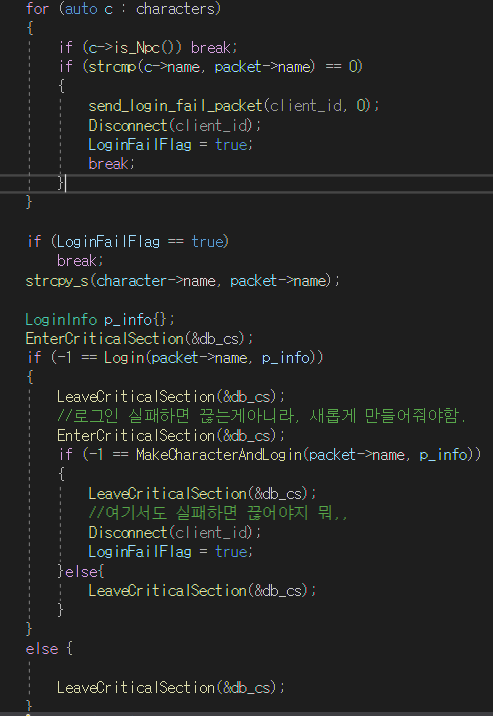 for (auto c : characters)
{
if (c->is_Npc()) break;
if (strcmp(c->name, packet->name) == 0)
{
send_login_fail_packet(client_id, 0);
Disconnect(client_id);
LoginFailFlag = true;
break;
}
}
if (LoginFailFlag == true)
break;
strcpy_s(character->name, packet->name);
LoginInfo p_info{};
EnterCriticalSection(&db_cs);
if (-1 == Login(packet->name, p_info))
{
LeaveCriticalSection(&db_cs);
//로그인 실패하면 끊는게아니라, 새롭게 만들어줘야함.
EnterCriticalSection(&db_cs);
if (-1 == MakeCharacterAndLogin(packet->name, p_info))
{
LeaveCriticalSection(&db_cs);
//여기서도 실패하면 끊어야지 뭐,,
Disconnect(client_id);
LoginFailFlag = true;
}else{
LeaveCriticalSection(&db_cs);
}
}
else {
LeaveCriticalSection(&db_cs);
}